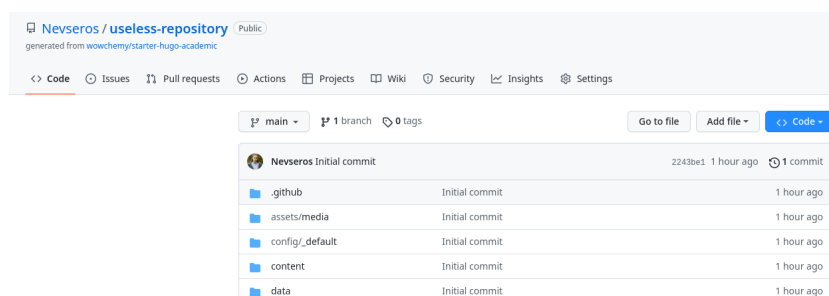 Nevseros / useless-repository Public
generated from wowchemy/starter-hugo-academic
<> Code Issues Pull requests Actions Projects Wiki Security Insights Settings
main 1 branch 0 tags Go to file Add file <> Code
Nevseros Initial commit 2243be1 1 hour ago 1 commit
.github Initial commit 1 hour ago
assets/media Initial commit 1 hour ago
config/_default Initial commit 1 hour ago
content Initial commit 1 hour ago
data Initial commit 1 hour ago